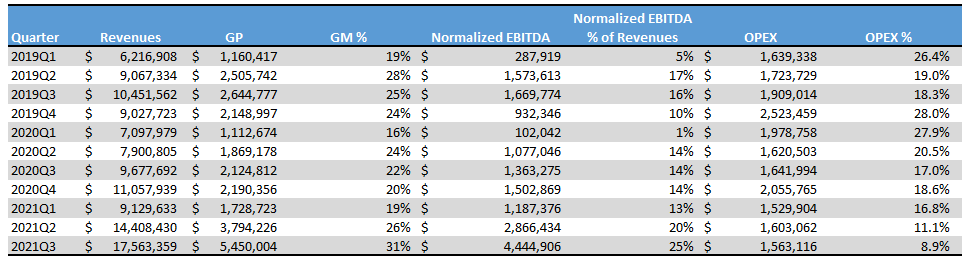 Normalized EBITDA
Quarter Revenues GP GM % Normalized EBITDA % of Revenues OPEX OPEX %
2019Q1 $ 6,216,908 $ 1,160,417 19% $ 287,919 5% $ 1,639,338 26.4%
2019Q2 $ 9,067,334 $ 2,505,742 28% $ 1,573,613 17% $ 1,723,729 19.0%
2019Q3 $ 10,451,562 $ 2,644,777 25% $ 1,669,774 16% $ 1,909,014 18.3%
2019Q4 $ 9,027,723 $ 2,148,997 24% $ 932,346 10% $ 2,523,459 28.0%
2020Q1 $ 7,097,979 $ 1,112,674 16% $ 102,042 1% $ 1,978,758 27.9%
2020Q2 $ 7,900,805 $ 1,869,178 24% $ 1,077,046 14% $ 1,620,503 20.5%
2020Q3 $ 9,677,692 $ 2,124,812 22% $ 1,363,275 14% $ 1,641,994 17.0%
2020Q4 $ 11,057,939 $ 2,190,356 20% $ 1,502,869 14% $ 2,055,765 18.6%
2021Q1 $ 9,129,633 $ 1,728,723 19% $ 1,187,376 13% $ 1,529,904 16.8%
2021Q2 $ 14,408,430 $ 3,794,226 26% $ 2,866,434 20% $ 1,603,062 11.1%
2021Q3 $ 17,563,359 $ 5,450,004 31% $ 4,444,906 25% $ 1,563,116 8.9%